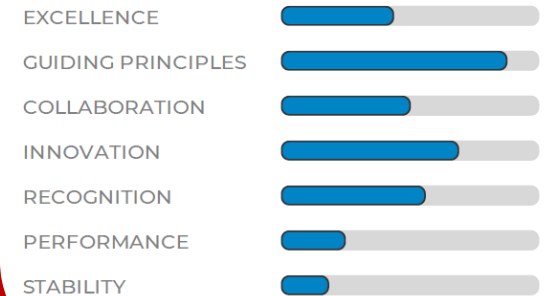 EXCELLENCE
GUIDING PRINCIPLES
COLLABORATION
INNOVATION
RECOGNITION
PERFORMANCE
STABILITY